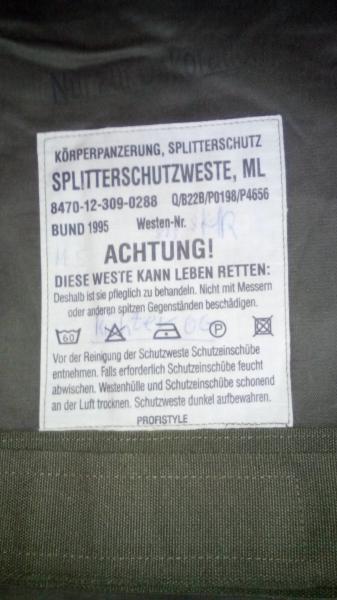 KÖRPERPANZERUNG, SPLITTERSCHUTZ
SPLITTERSCHUTZWESTE, ML
8470-12-309-0288 Q/B22B/P0198/P4656
BUND 1995 Westen-Nr.
ACHTUNG!
DIESE WESTE KANN LEBEN RETTEN:
Deshalb ist sie pfleglich zu behandeln. Nicht mit Messern
oder anderen spitzen Gegenständen beschädigen.
60 P
Vor der Reinigung der Schutzweste Schutzeinschübe
entnehmen. Falls erforderlich Schutzeinschübe feucht
abwischen. Westenhülle und Schutzeinschübe schonend
an der Luft trocknen. Schutzweste dunkel aufbewahren.
PROFISTYLE